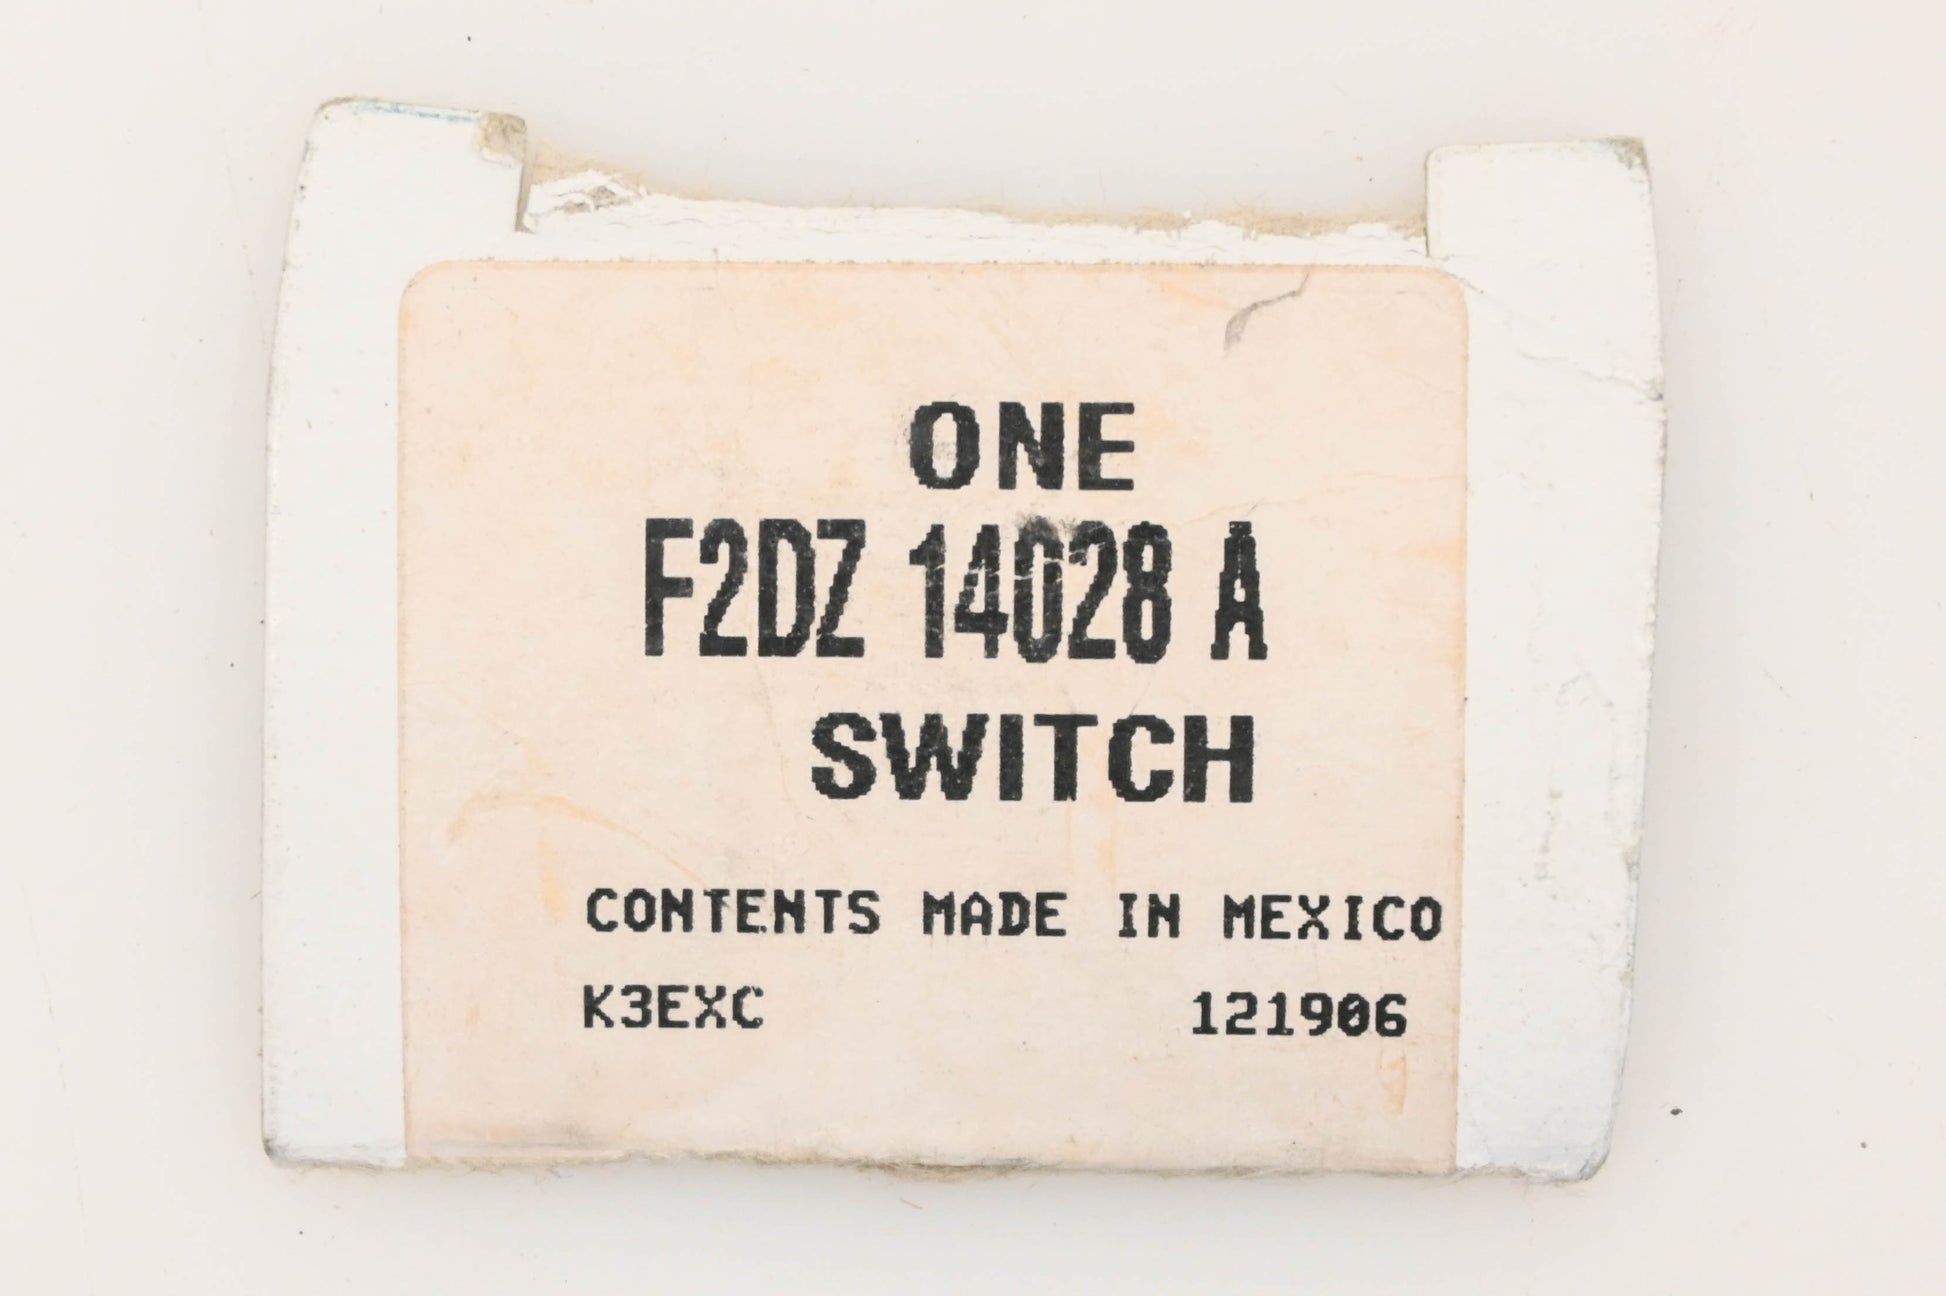 ONE
F2DZ 14028 A
SWITCH
CONTENTS MADE IN MEXICO
K3EXC 121906